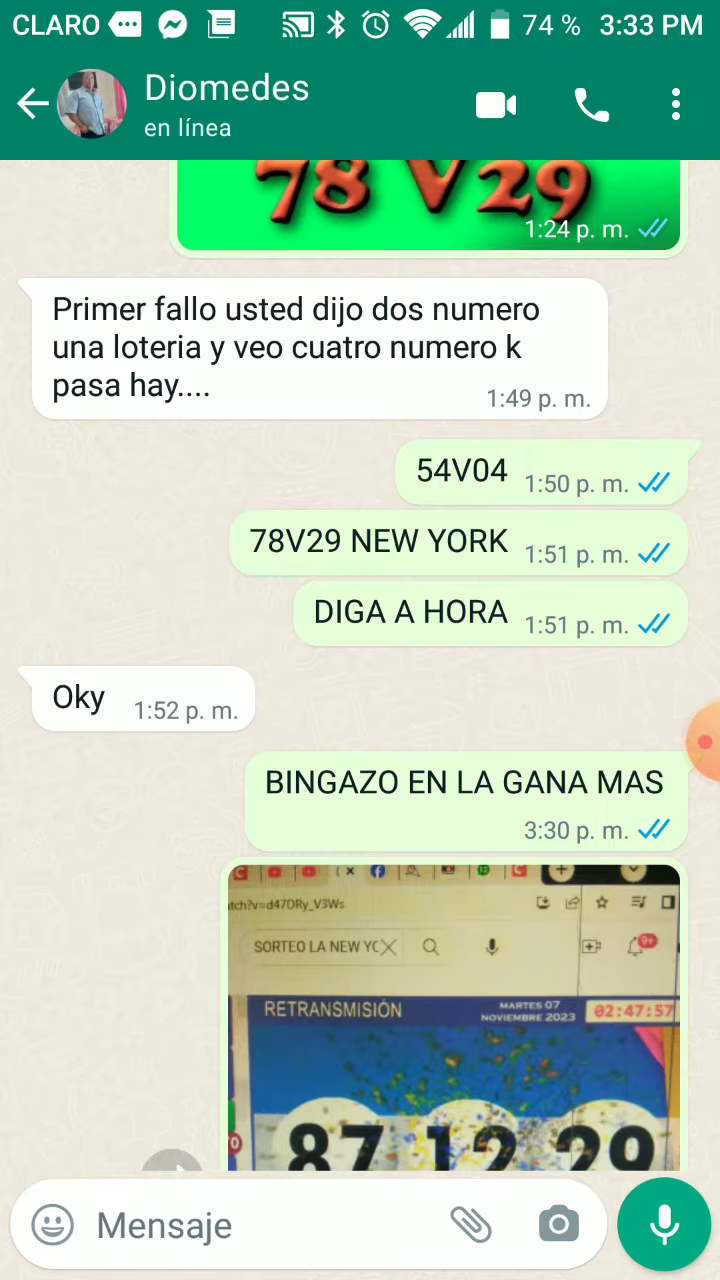 CLARO 74 % 3:33 PM
Diomedes
en línea
78 V29
1:24 p. m.
Primer fallo usted dijo dos numero
una loteria y veo cuatro numero k
pasa hay....
1:49 p. m.
54V04 1:50 p. m.
78V29 NEW YORK 1:51 p. m.
DIGA A HORA 1:51 p. m.
Oky 1:52 p. m.
BINGAZO EN LA GANA MAS
3:30 p. m.
tch?v=d47DRy_V3Ws
SORTEO LA NEW YO
9+
RETRANSMISIÓN
MARTES 07
NOVIEMBRE 2023
02:47:57
87 12 29
Mensaje